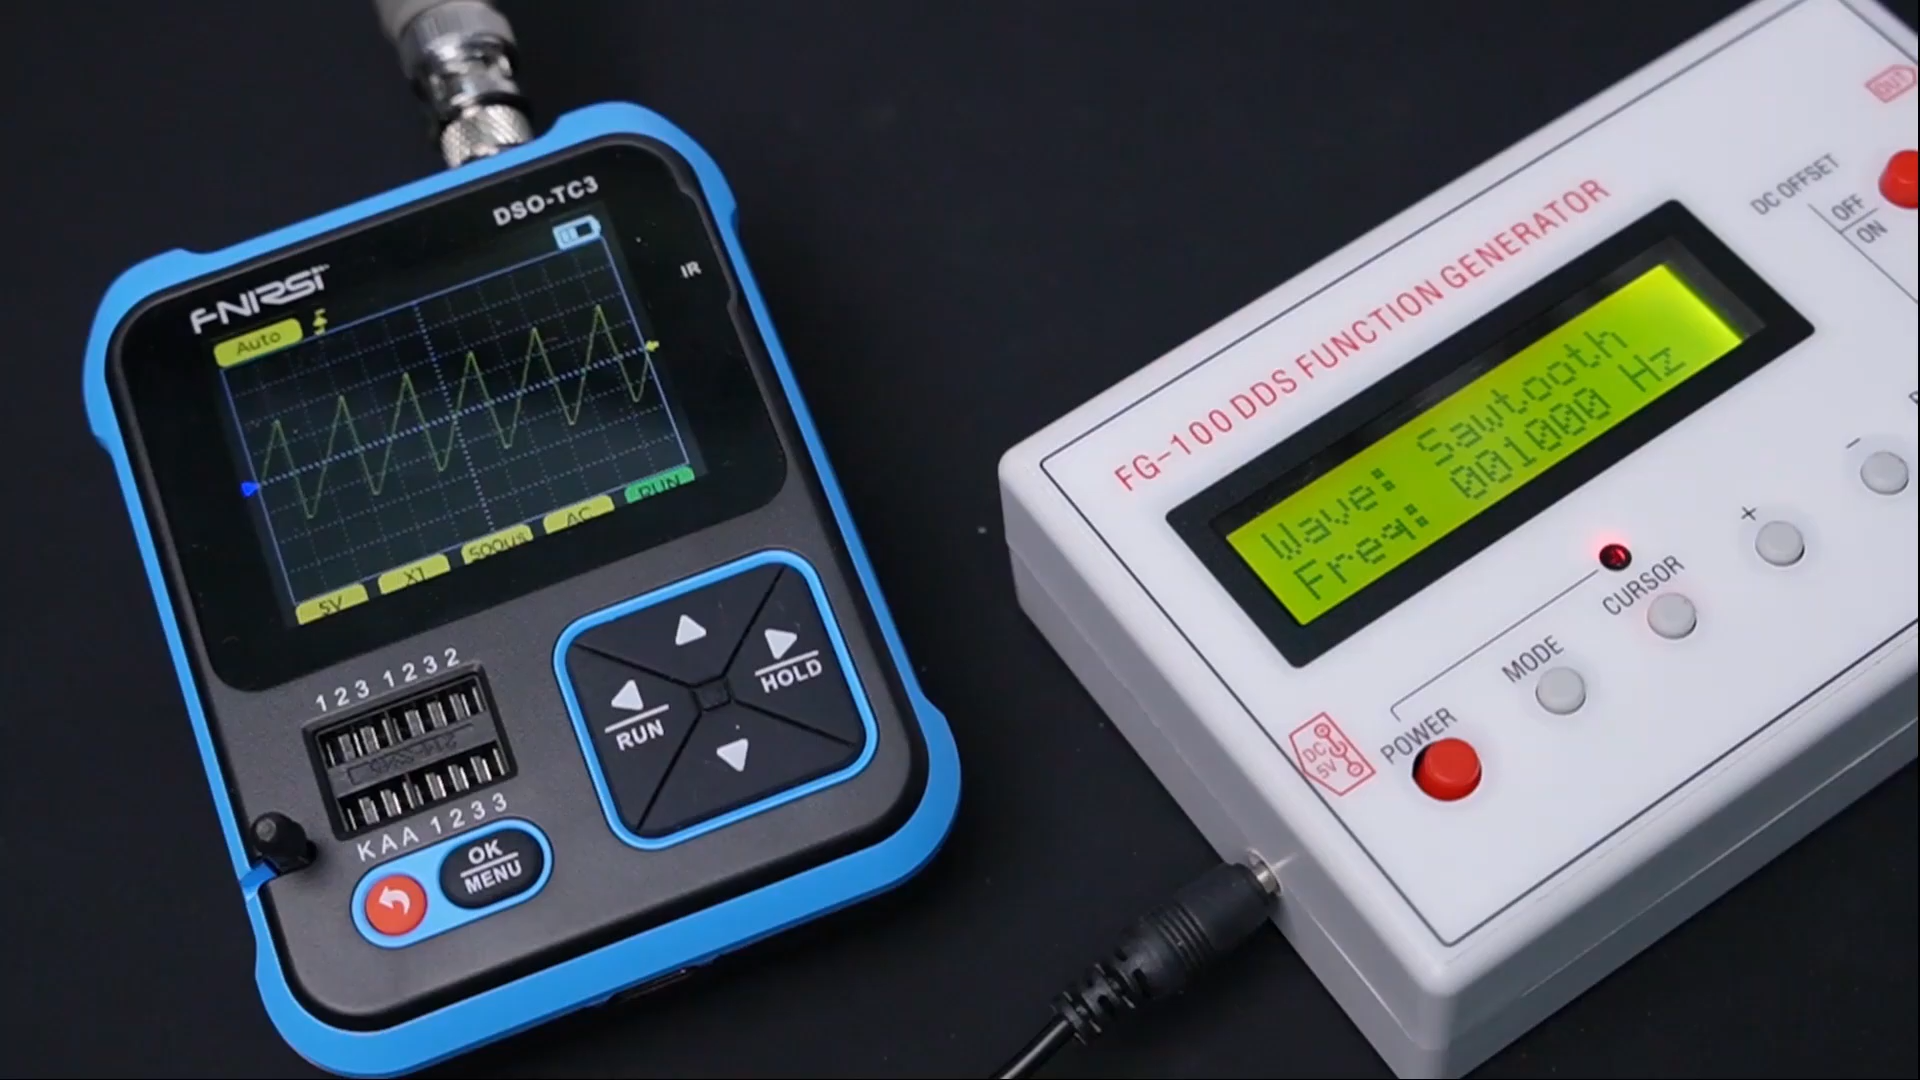 DSO-TC3
FNIRSI
IR
Auto
5V
X1
500us
AC
RUN
1 2 3 1 2 3 2
K A A 1 2 3 3
OK
MENU
RUN
HOLD
FG-100 DDS FUNCTION GENERATOR
Wave: Sawtooth
Freq: 001000 Hz
OUT
DC OFFSET
OFF
ON
−
+
CURSOR
MODE
POWER
DC
5V